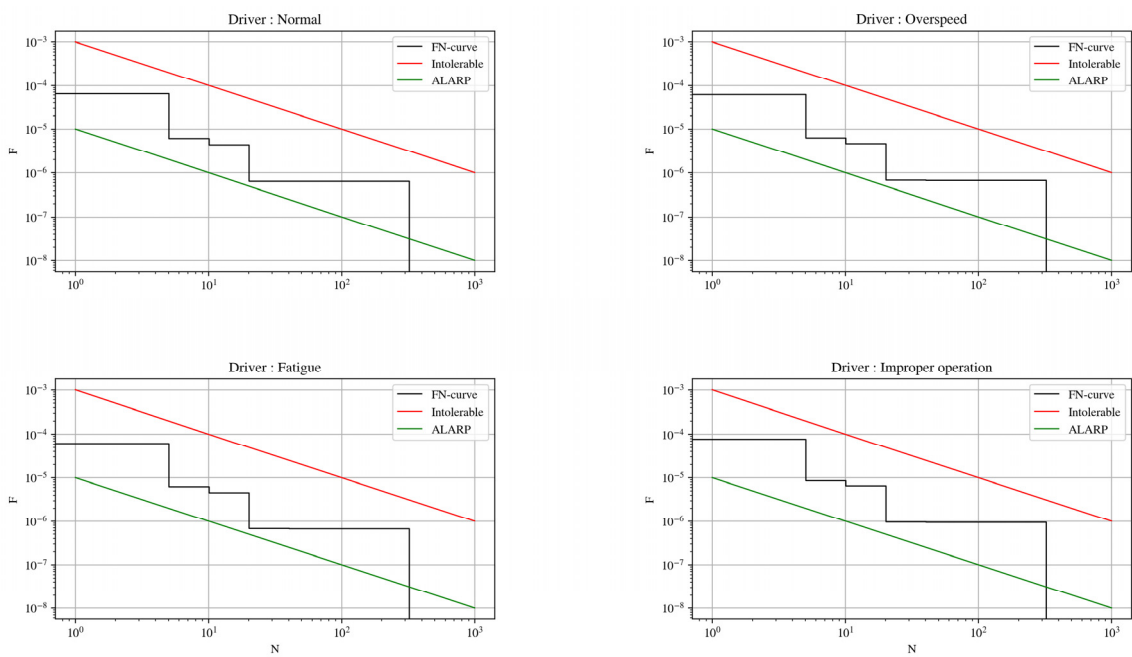 Driver : Normal
10⁻³
10⁻⁴
10⁻⁵
10⁻⁶
10⁻⁷
10⁻⁸
F
FN-curve
Intolerable
ALARP
10⁰
10¹
10²
10³
Driver : Overspeed
10⁻³
10⁻⁴
10⁻⁵
10⁻⁶
10⁻⁷
10⁻⁸
F
FN-curve
Intolerable
ALARP
10⁰
10¹
10²
10³
Driver : Fatigue
10⁻³
10⁻⁴
10⁻⁵
10⁻⁶
10⁻⁷
10⁻⁸
F
FN-curve
Intolerable
ALARP
10⁰
10¹
10²
10³
N
Driver : Improper operation
10⁻³
10⁻⁴
10⁻⁵
10⁻⁶
10⁻⁷
10⁻⁸
F
FN-curve
Intolerable
ALARP
10⁰
10¹
10²
10³
N